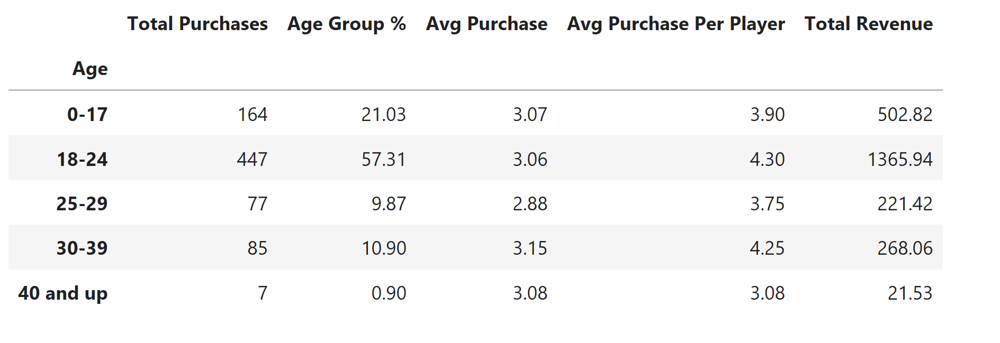 Total Purchases Age Group % Avg Purchase Avg Purchase Per Player Total Revenue
Age
0-17 164 21.03 3.07 3.90 502.82
18-24 447 57.31 3.06 4.30 1365.94
25-29 77 9.87 2.88 3.75 221.42
30-39 85 10.90 3.15 4.25 268.06
40 and up 7 0.90 3.08 3.08 21.53